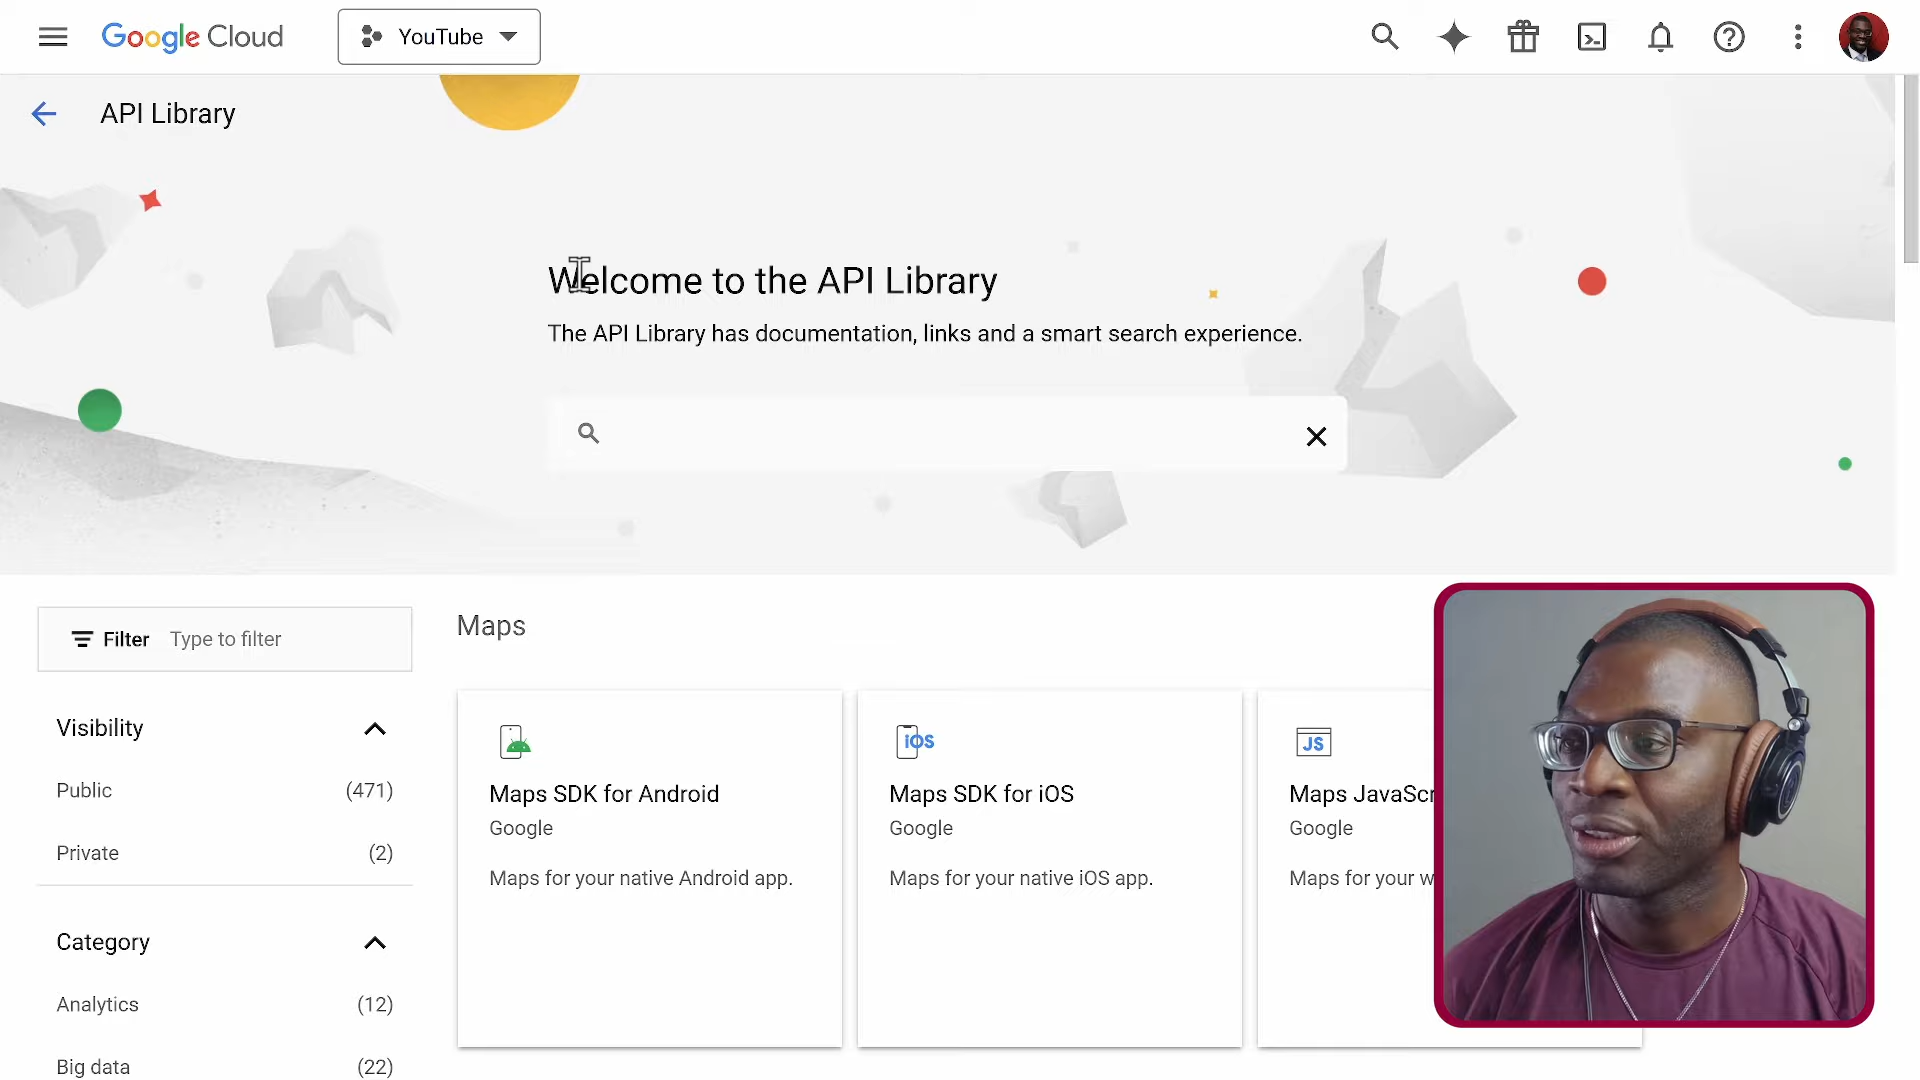 Google Cloud
YouTube
API Library
Welcome to the API Library
The API Library has documentation, links and a smart search experience.
Filter Type to filter
Visibility
Public (471)
Private (2)
Category
Analytics (12)
Big data (22)
Maps
Maps SDK for Android
Google
Maps for your native Android app.
iOS
Maps SDK for iOS
Google
Maps for your native iOS app.
JS
Maps JavaScr
Google
Maps for your w